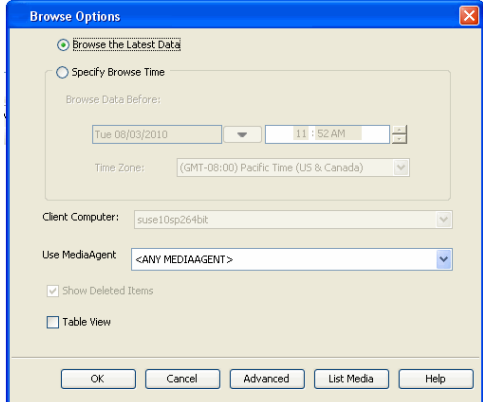 Browse Options
Browse the Latest Data
Specify Browse Time
Browse Data Before:
Tue 08/03/2010 11 : 52 AM
Time Zone: (GMT-08:00) Pacific Time (US & Canada)
Client Computer: suse10sp264bit
Use MediaAgent <ANY MEDIAAGENT>
Show Deleted Items
Table View
OK Cancel Advanced List Media Help